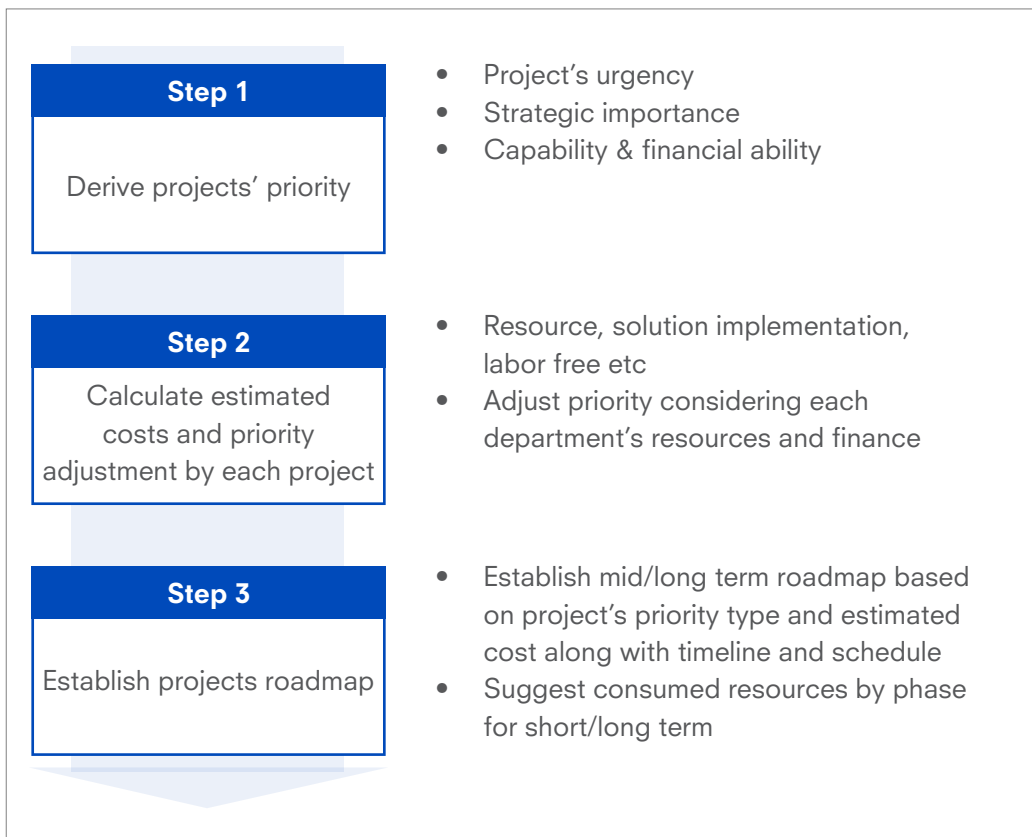 Step 1
Derive projects’ priority
• Project’s urgency
• Strategic importance
• Capability & financial ability
Step 2
Calculate estimated
costs and priority
adjustment by each project
• Resource, solution implementation,
labor free etc
• Adjust priority considering each
department’s resources and finance
Step 3
Establish projects roadmap
• Establish mid/long term roadmap based
on project’s priority type and estimated
cost along with timeline and schedule
• Suggest consumed resources by phase
for short/long term